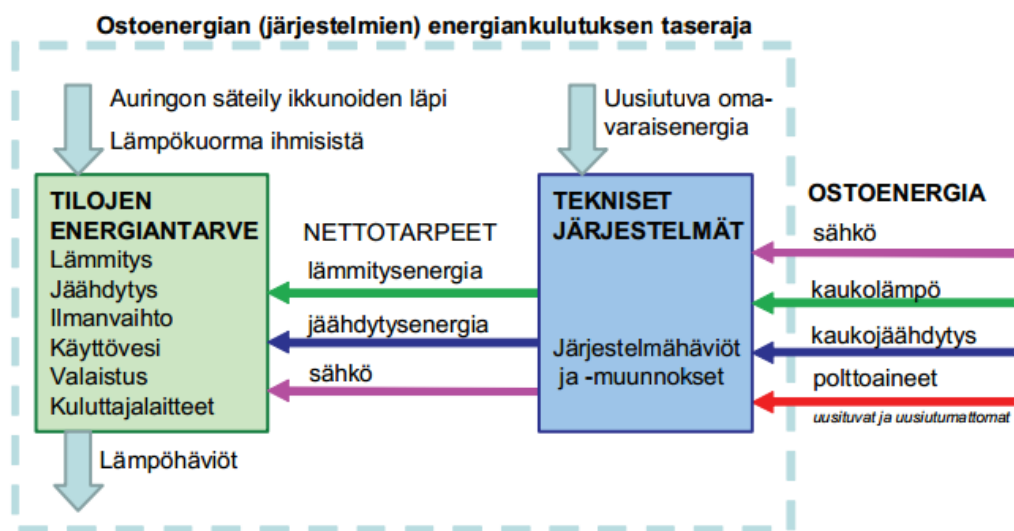 Ostoenergian (järjestelmien) energiankulutuksen taseraja
Auringon säteily ikkunoiden läpi
Lämpökuorma ihmisistä
Uusiutuva oma-
varaisenergia
TILOJEN
ENERGIANTARVE
Lämmitys
Jäähdytys
Ilmanvaihto
Käyttövesi
Valaistus
Kuluttajalaitteet
NETTOTARPEET
lämmitysenergia
jäähdytysenergia
sähkö
TEKNISET
JÄRJESTELMÄT
Järjestelmähäviöt
ja -muunnokset
OSTOENERGIA
sähkö
kaukolämpö
kaukojäähdytys
polttoaineet
uusituvat ja uusiutumattomat
Lämpöhäviöt